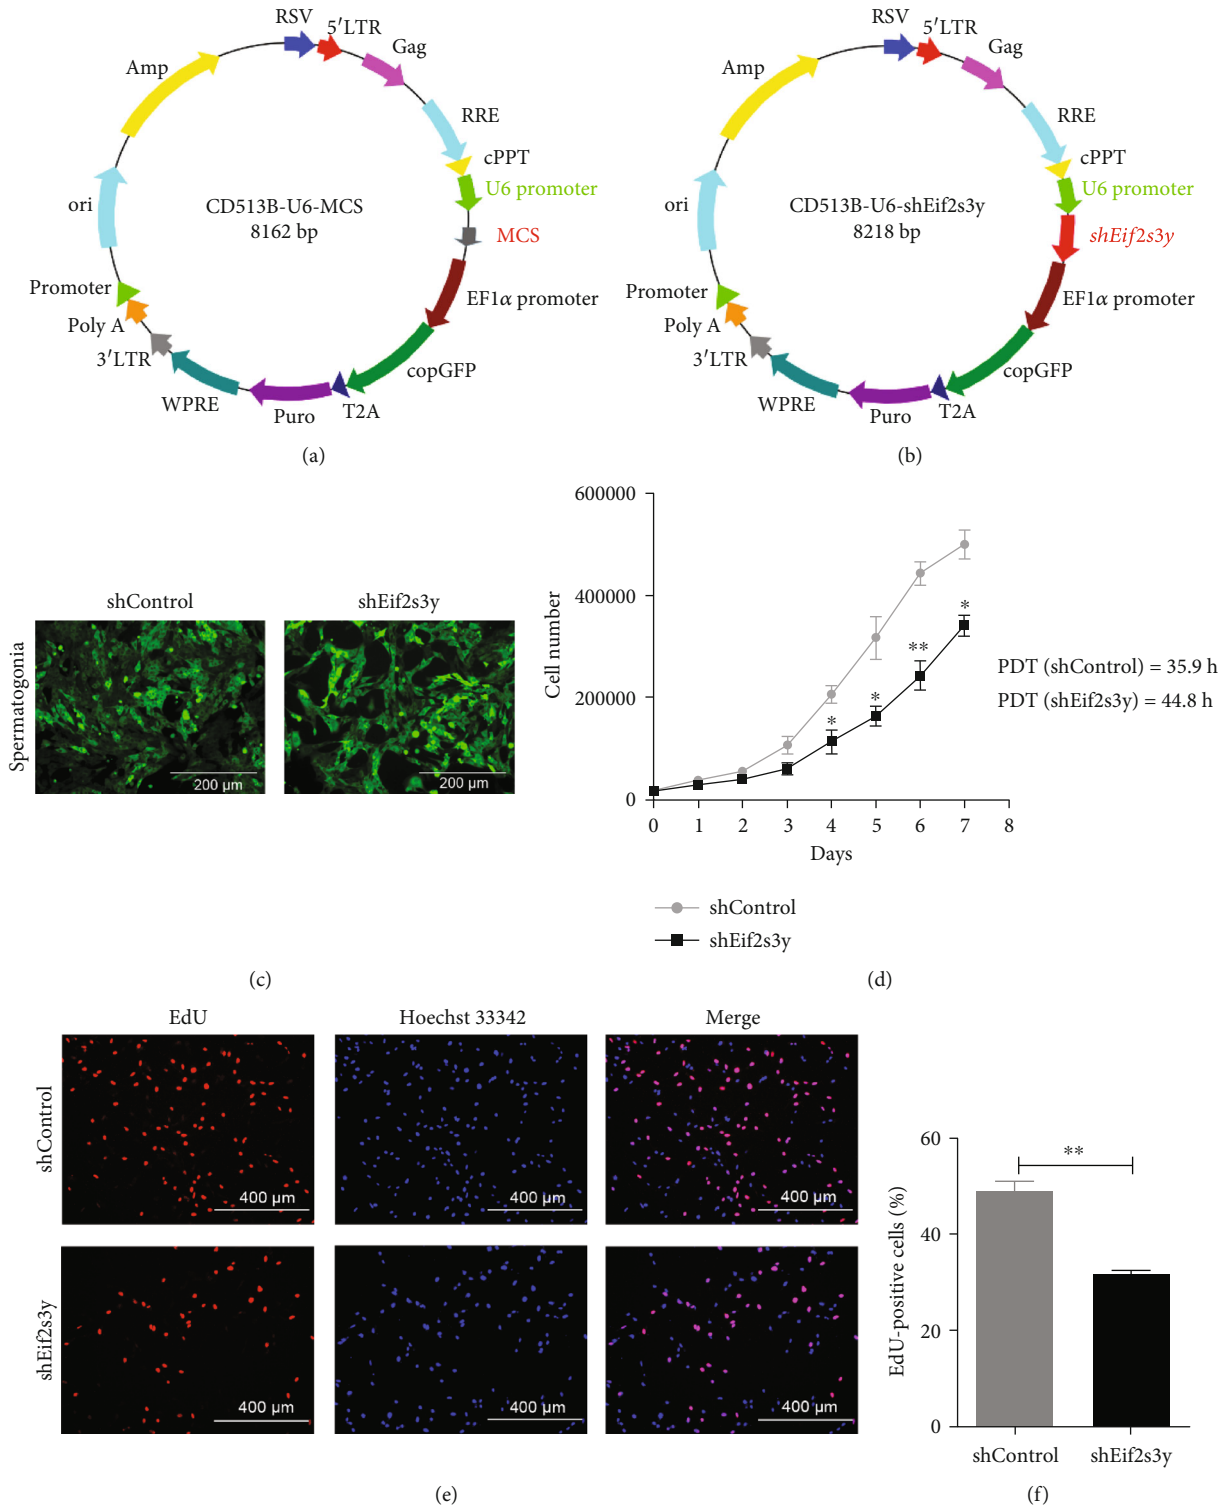 RSV
5′LTR
Gag
Amp
RRE
cPPT
U6 promoter
ori
CD513B-U6-MCS
8162 bp
MCS
Promoter
EF1α promoter
Poly A
3′LTR
copGFP
WPRE
Puro
T2A
(a)
RSV
5′LTR
Gag
Amp
RRE
cPPT
U6 promoter
ori
CD513B-U6-shEif2s3y
8218 bp
shEif2s3y
Promoter
EF1α promoter
Poly A
3′LTR
copGFP
WPRE
Puro
T2A
(b)
shControl
shEif2s3y
Spermatogonia
200 µm
200 µm
(c)
600000
400000
200000
0
Cell number
*
*
**
*
0 1 2 3 4 5 6 7 8
Days
PDT (shControl) = 35.9 h
PDT (shEif2s3y) = 44.8 h
shControl
shEif2s3y
(d)
EdU
Hoechst 33342
Merge
shControl
400 µm
400 µm
400 µm
shEif2s3y
400 µm
400 µm
400 µm
(e)
60
40
20
0
EdU-positive cells (%)
**
shControl
shEif2s3y
(f)